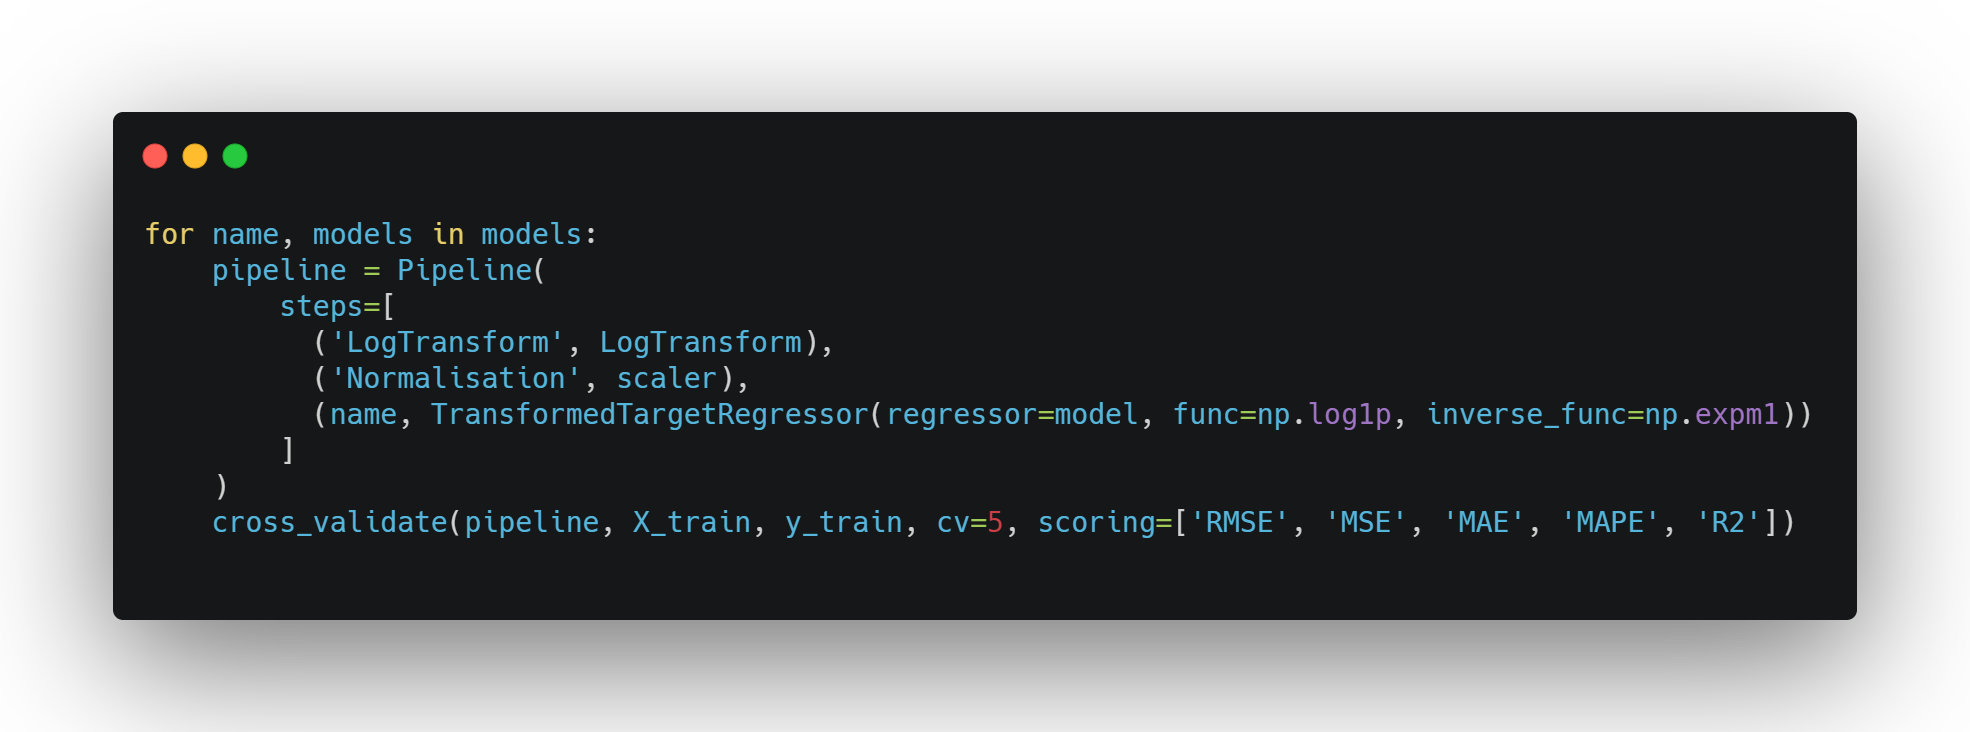 for name, models in models:
    pipeline = Pipeline(
        steps=[
          ('LogTransform', LogTransform),
          ('Normalisation', scaler),
          (name, TransformedTargetRegressor(regressor=model, func=np.log1p, inverse_func=np.expm1))
        ]
    )
    cross_validate(pipeline, X_train, y_train, cv=5, scoring=['RMSE', 'MSE', 'MAE', 'MAPE', 'R2'])